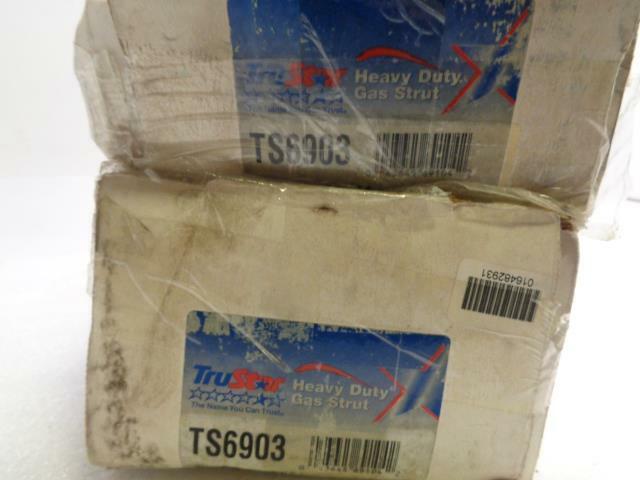 TruStar
Heavy Duty
Gas Strut
TS6903
016482931
TruStar
Heavy Duty
Gas Strut
The Name You Can Trust
TS6903